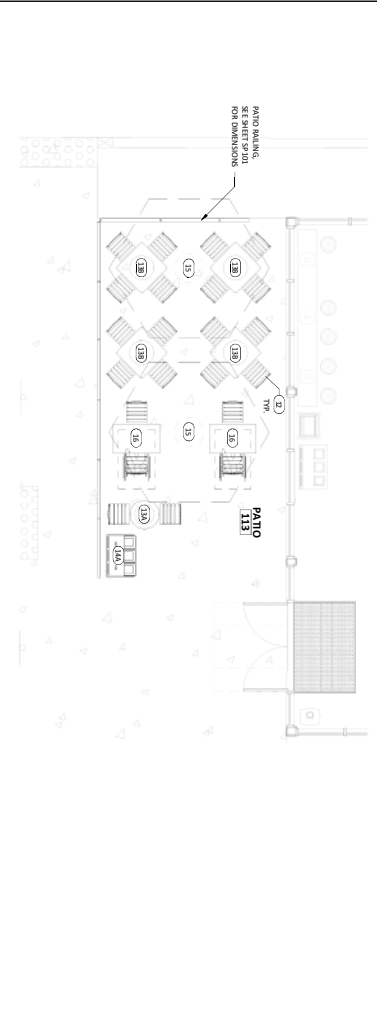 PATIO RAILING,
SEE SHEET SP101
FOR DIMENSIONS
13B
15
13B
13B
13B
12
TYP.
16
15
16
PATIO
113
13A
14A